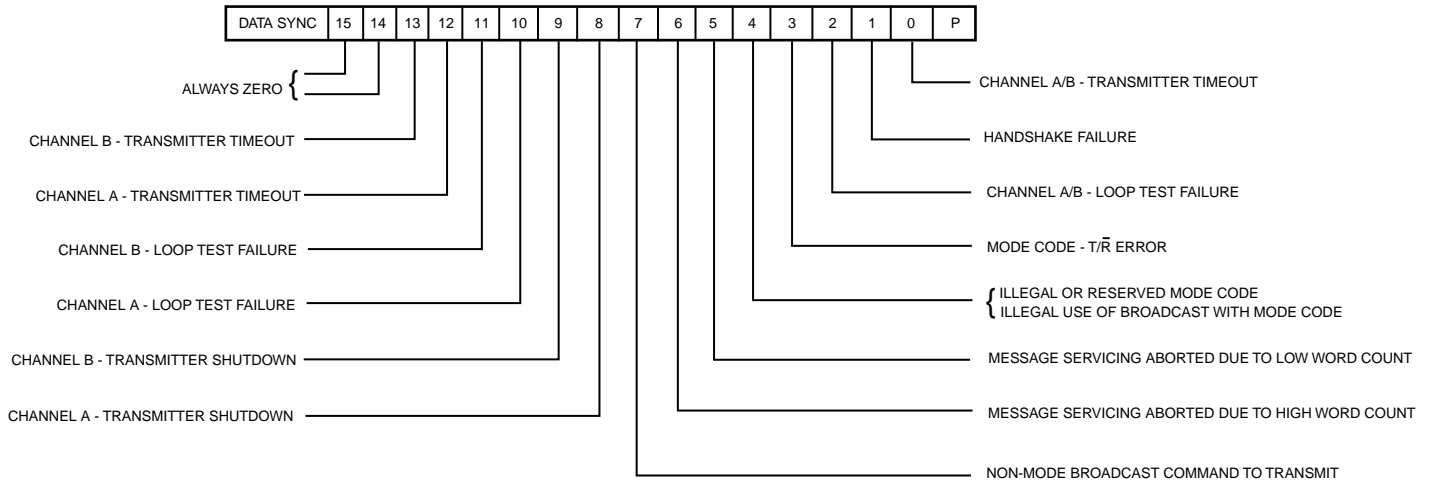 DATA SYNC 15 14 13 12 11 10 9 8 7 6 5 4 3 2 1 0 P
ALWAYS ZERO {
CHANNEL B - TRANSMITTER TIMEOUT
CHANNEL A - TRANSMITTER TIMEOUT
CHANNEL B - LOOP TEST FAILURE
CHANNEL A - LOOP TEST FAILURE
CHANNEL B - TRANSMITTER SHUTDOWN
CHANNEL A - TRANSMITTER SHUTDOWN
CHANNEL A/B - TRANSMITTER TIMEOUT
HANDSHAKE FAILURE
CHANNEL A/B - LOOP TEST FAILURE
MODE CODE - T/R̄ ERROR
{ ILLEGAL OR RESERVED MODE CODE
ILLEGAL USE OF BROADCAST WITH MODE CODE
MESSAGE SERVICING ABORTED DUE TO LOW WORD COUNT
MESSAGE SERVICING ABORTED DUE TO HIGH WORD COUNT
NON-MODE BROADCAST COMMAND TO TRANSMIT